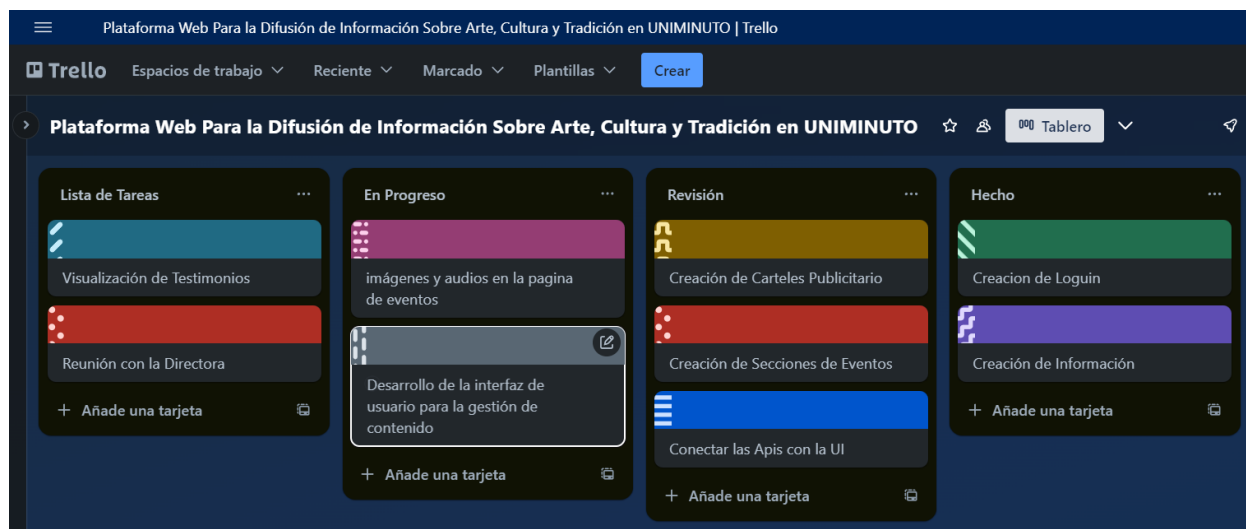 Plataforma Web Para la Difusión de Información Sobre Arte, Cultura y Tradición en UNIMINUTO | Trello
Trello Espacios de trabajo Reciente Marcado Plantillas Crear
Plataforma Web Para la Difusión de Información Sobre Arte, Cultura y Tradición en UNIMINUTO Tablero
Lista de Tareas
Visualización de Testimonios
Reunión con la Directora
+ Añade una tarjeta
En Progreso
imágenes y audios en la pagina
de eventos
Desarrollo de la interfaz de
usuario para la gestión de
contenido
+ Añade una tarjeta
Revisión
Creación de Carteles Publicitario
Creación de Secciones de Eventos
Conectar las Apis con la UI
+ Añade una tarjeta
Hecho
Creacion de Loguin
Creación de Información
+ Añade una tarjeta